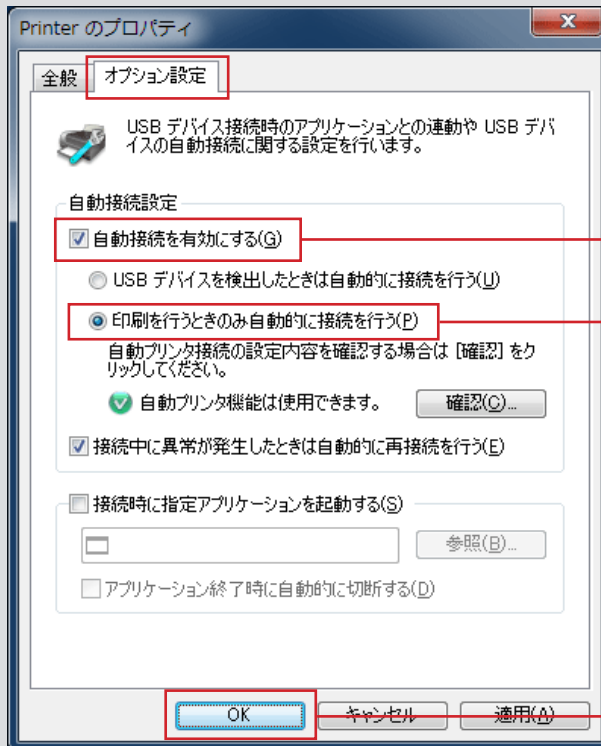 Printer のプロパティ
全般 オプション設定
USB デバイス接続時のアプリケーションとの連動や USB デバ
イスの自動接続に関する設定を行います。
自動接続設定
自動接続を有効にする(G)
USB デバイスを検出したときは自動的に接続を行う(U)
印刷を行うときのみ自動的に接続を行う(P)
自動プリンタ接続の設定内容を確認する場合は [確認] をク
リックしてください。
自動プリンタ機能は使用できます。 確認(C)...
接続中に異常が発生したときは自動的に再接続を行う(E)
接続時に指定アプリケーションを起動する(S)
参照(B)...
アプリケーション終了時に自動的に切断する(D)
OK キャンセル 適用(A)